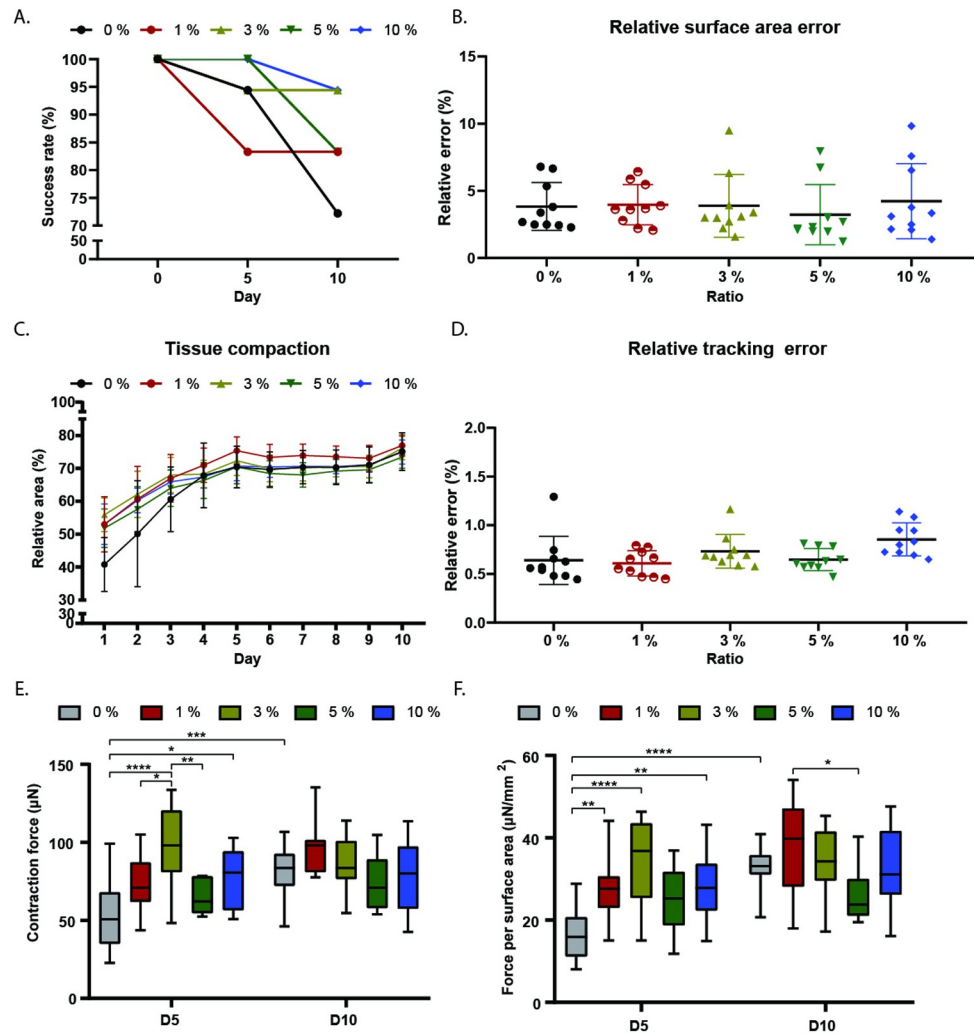 A.
0 % 1 % 3 % 5 % 10 %
Success rate (%)
100
95
90
85
80
75
70
50
0
0 5 10
Day
B.
Relative surface area error
Relative error (%)
15
10
5
0
0 % 1 % 3 % 5 % 10 %
Ratio
C.
Tissue compaction
0 % 1 % 3 % 5 % 10 %
Relative area (%)
100
80
70
60
50
40
30
30
0
1 2 3 4 5 6 7 8 9 10
Day
D.
Relative tracking error
Relative error (%)
2.0
1.5
1.0
0.5
0.0
0 % 1 % 3 % 5 % 10 %
Ratio
E.
0 % 1 % 3 % 5 % 10 %
Contraction force (µN)
150
100
50
0
***
*
**** **
*
D5 D10
F.
0 % 1 % 3 % 5 % 10 %
Force per surface area (µN/mm²)
60
40
20
0
****
** *
****
**
D5 D10